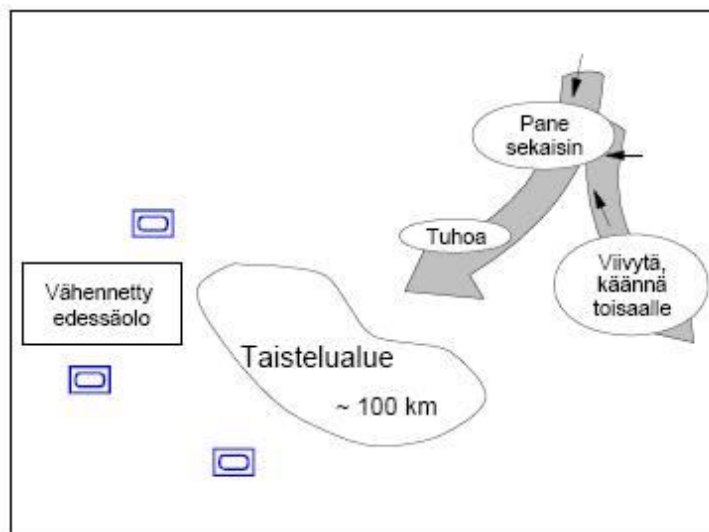 Pane
sekaisin
Tuhoa
Viivytä,
käännä
toisaalle
Vähennetty
edessäolo
Taistelualue
~ 100 km